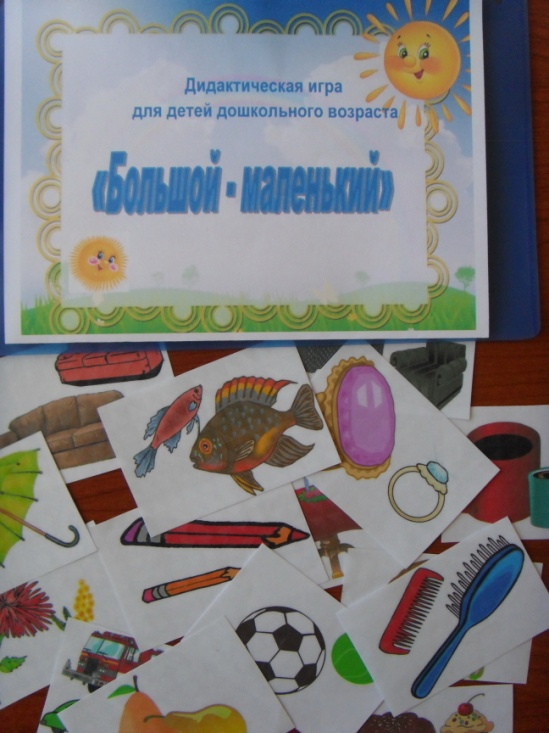 Дидактическая игра
для детей дошкольного возраста
«Большой - маленький»